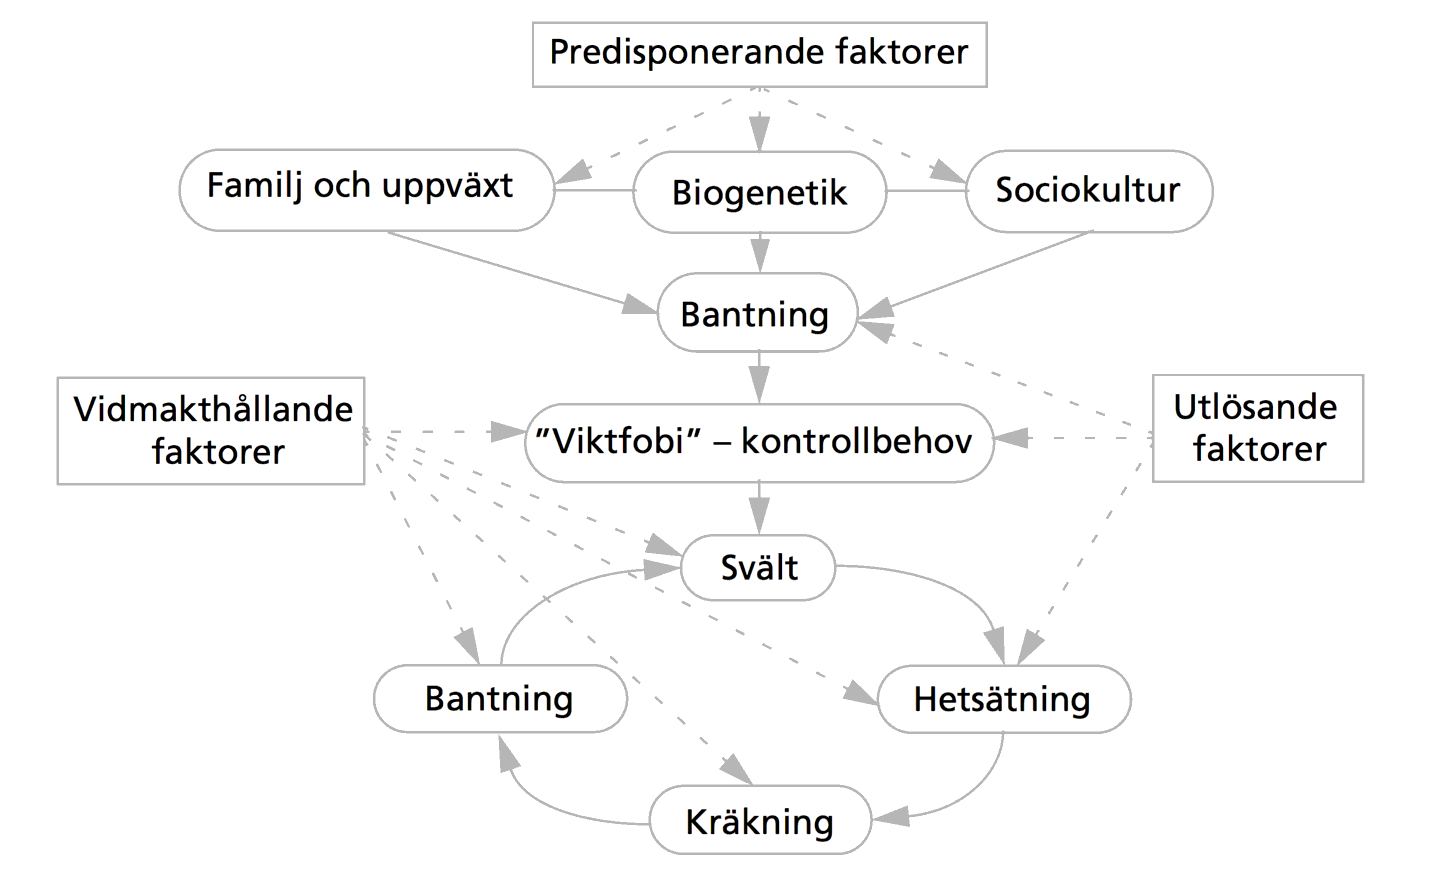 Predisponerande faktorer
Familj och uppväxt
Biogenetik
Sociokultur
Bantning
Vidmakthållande
faktorer
”Viktfobi” – kontrollbehov
Utlösande
faktorer
Svält
Bantning
Hetsätning
Kräkning